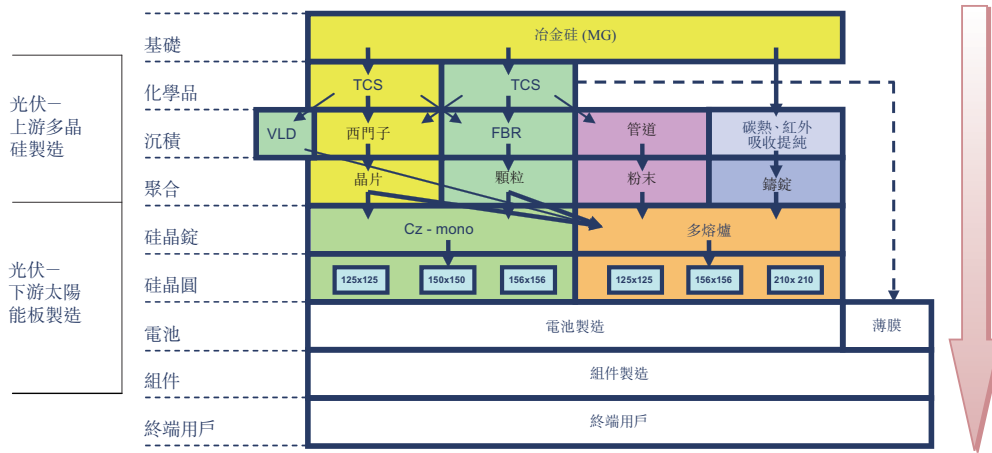 基礎
冶金硅 (MG)
化學品
TCS
TCS
光伏－
上游多晶
硅製造
沉積
VLD
西門子
FBR
管道
碳熱、紅外
吸收提純
聚合
晶片
顆粒
粉末
鑄錠
光伏－
下游太陽
能板製造
硅晶錠
Cz - mono
多熔爐
硅晶圓
125x125
150x150
156x156
125x125
156x156
210x 210
電池
電池製造
薄膜
組件
組件製造
終端用戶
終端用戶